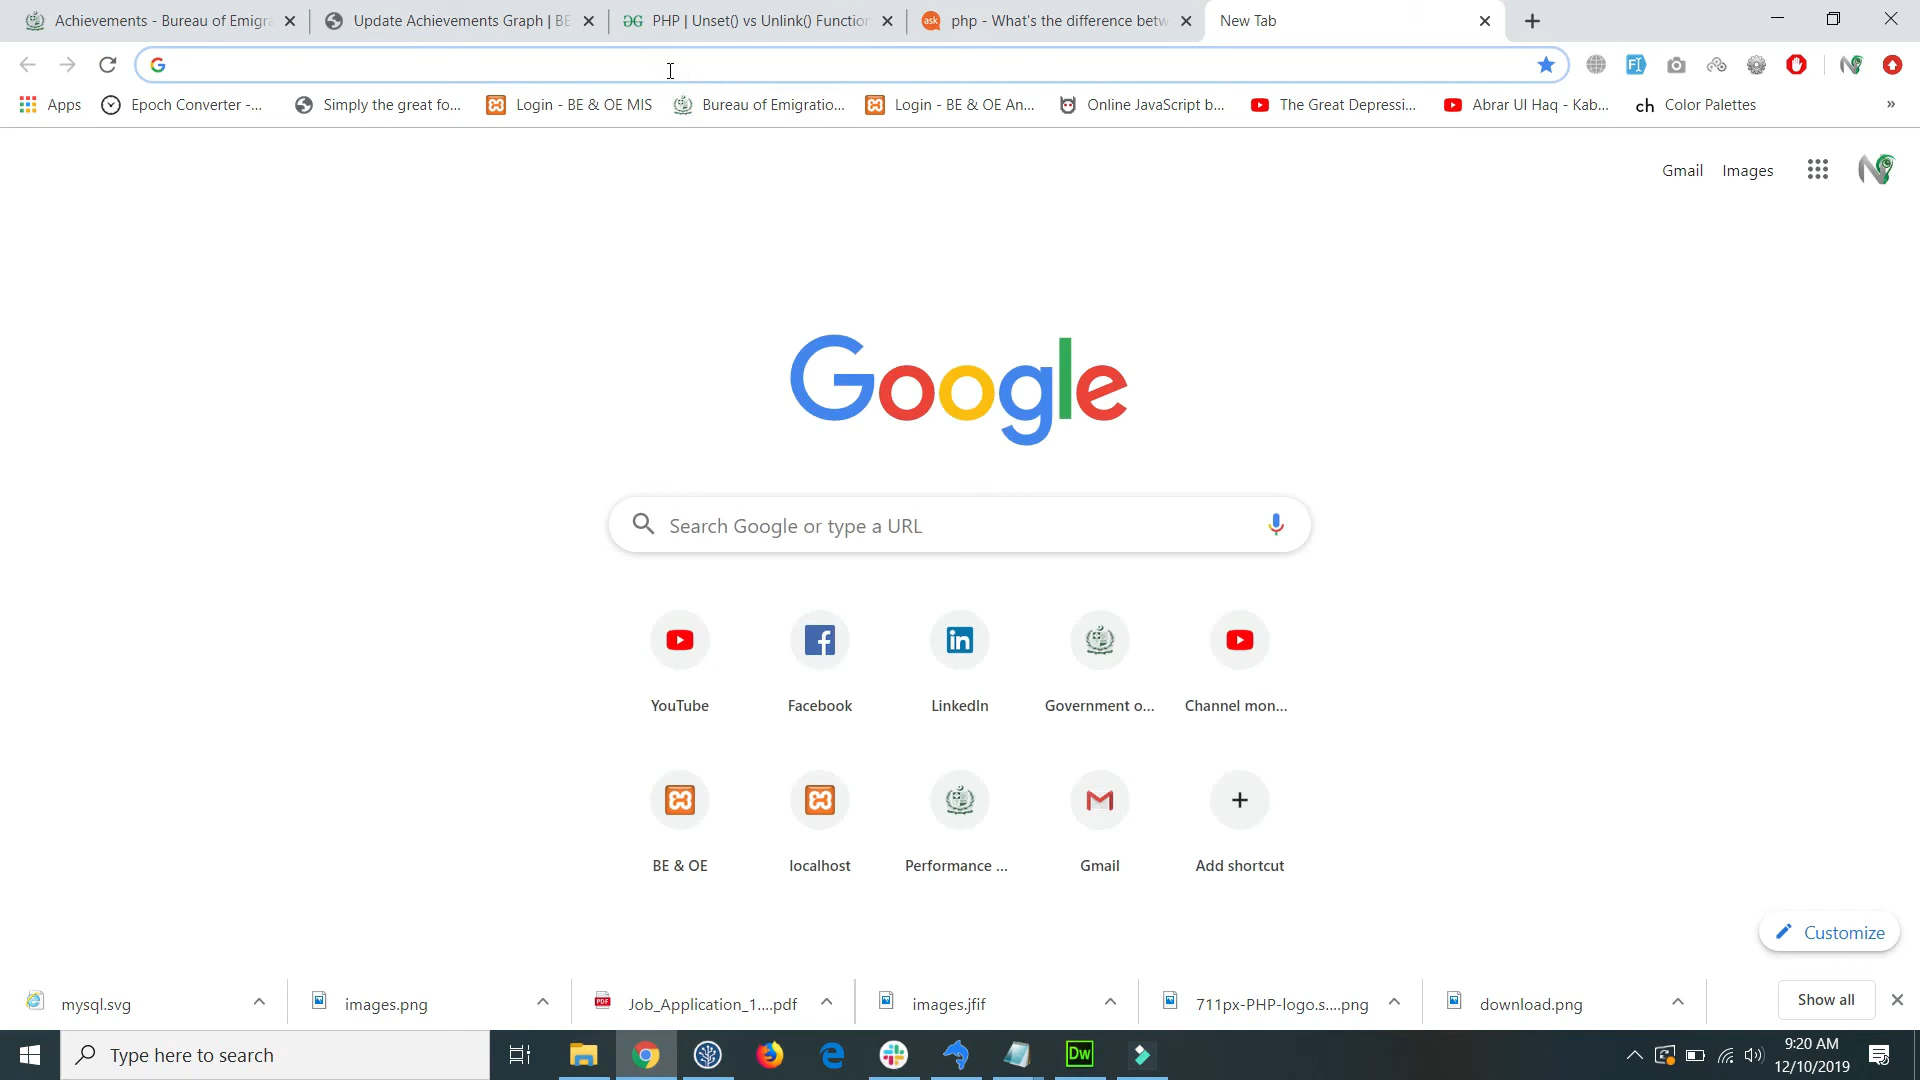 Achievements - Bureau of Emigra
Update Achievements Graph | BE
PHP | Unset() vs Unlink() Function
php - What's the difference betw
New Tab
Apps
Epoch Converter -...
Simply the great fo...
Login - BE & OE MIS
Bureau of Emigratio...
Login - BE & OE An...
Online JavaScript b...
The Great Depressi...
Abrar Ul Haq - Kab...
ch Color Palettes
»
Gmail
Images
Google
Search Google or type a URL
YouTube
Facebook
LinkedIn
Government o...
Channel mon...
BE & OE
localhost
Performance ...
Gmail
Add shortcut
Customize
mysql.svg
images.png
Job_Application_1....pdf
images.jfif
711px-PHP-logo.s....png
download.png
Show all
Type here to search
Dw
9:20 AM
12/10/2019